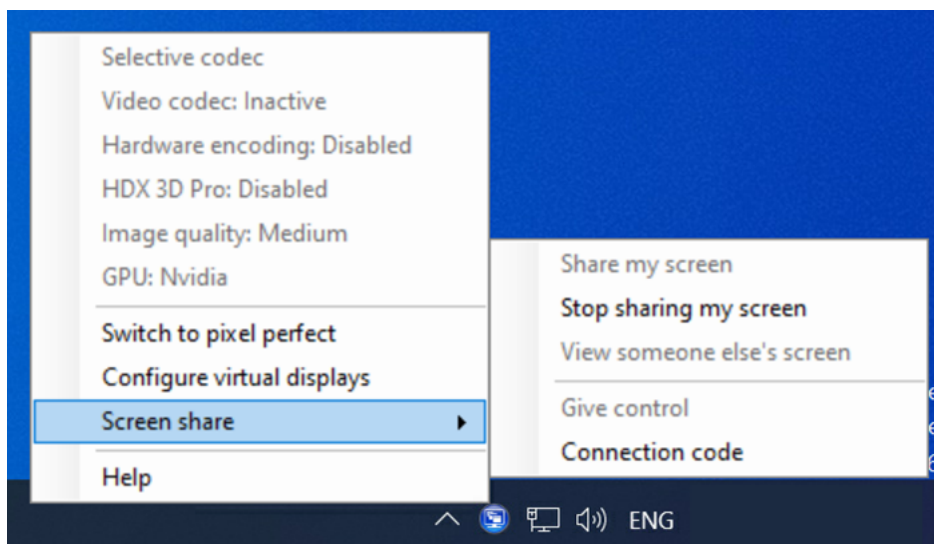 Selective codec
Video codec: Inactive
Hardware encoding: Disabled
HDX 3D Pro: Disabled
Image quality: Medium
GPU: Nvidia
Switch to pixel perfect
Configure virtual displays
Screen share
Help
Share my screen
Stop sharing my screen
View someone else's screen
Give control
Connection code
ENG